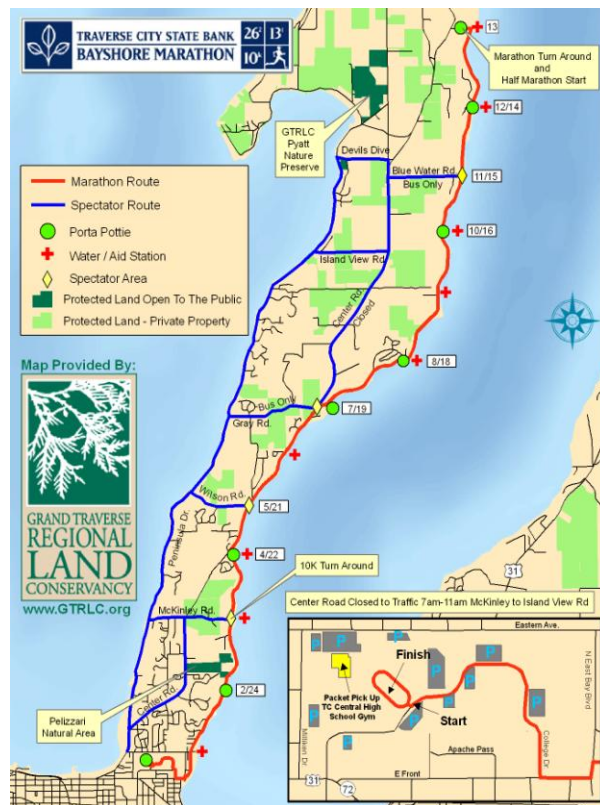 TRAVERSE CITY STATE BANK
BAYSHORE MARATHON
26.2
13.1
10K
13
Marathon Turn Around
and
Half Marathon Start
12/14
GTRLC
Pyatt
Nature
Preserve
Devils Dive
Blue Water Rd.
Bus Only
11/15
Marathon Route
Spectator Route
Porta Pottie
Water / Aid Station
Spectator Area
Protected Land Open To The Public
Protected Land - Private Property
10/16
Island View Rd.
Center Rd.
Closed
Map Provided By:
8/18
Bus Only
7/19
Gray Rd.
GRAND TRAVERSE
REGIONAL
LAND
CONSERVANCY
www.GTRLC.org
Wilson Rd.
5/21
Peninsula Dr.
4/22
31
10K Turn Around
McKinley Rd.
Center Road Closed to Traffic 7am-11am McKinley to Island View Rd
Center Rd.
2/24
Pelizzari
Natural Area
Eastern Ave.
P
P
P
P
P
P
P
P
P
Finish
Packet Pick Up
TC Central High
School Gym
Start
N East Bay Blvd
College Dr
Milliken Dr
Apache Pass
E Front
31
72